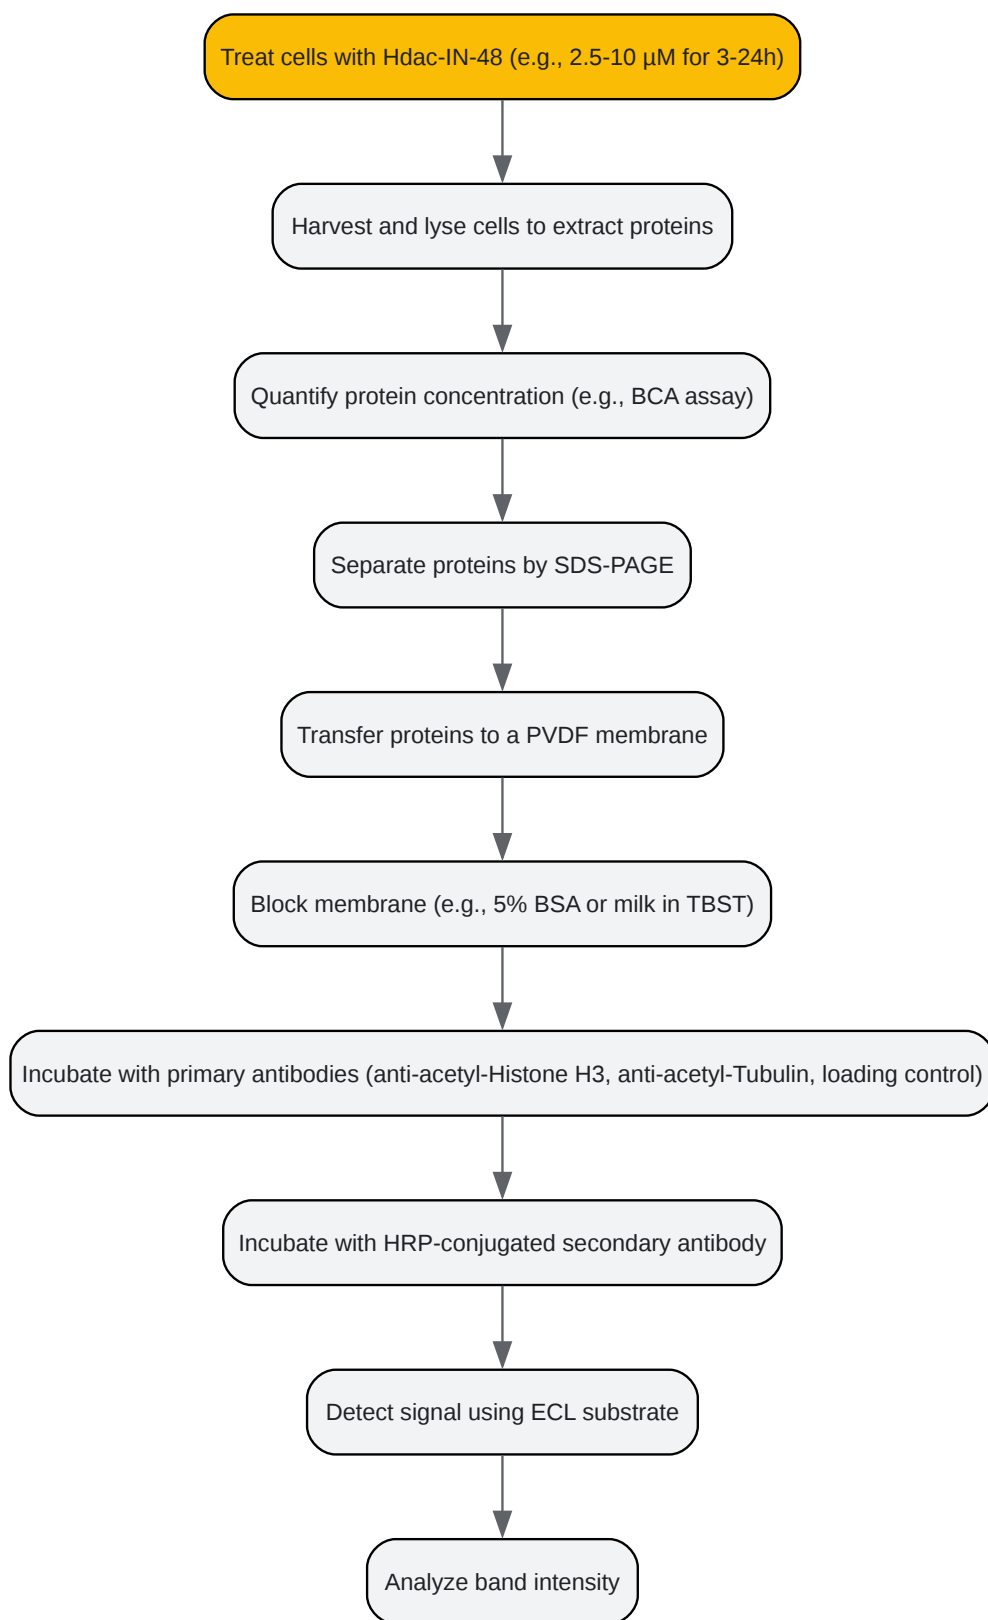 Treat cells with Hdac-IN-48 (e.g., 2.5-10 µM for 3-24h)
Harvest and lyse cells to extract proteins
Quantify protein concentration (e.g., BCA assay)
Separate proteins by SDS-PAGE
Transfer proteins to a PVDF membrane
Block membrane (e.g., 5% BSA or milk in TBST)
Incubate with primary antibodies (anti-acetyl-Histone H3, anti-acetyl-Tubulin, loading control)
Incubate with HRP-conjugated secondary antibody
Detect signal using ECL substrate
Analyze band intensity